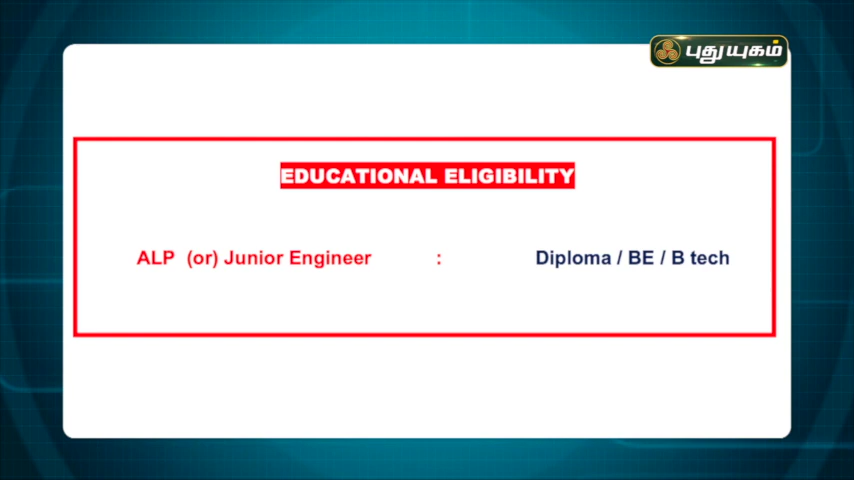 புதுயுகம்
EDUCATIONAL ELIGIBILITY
ALP (or) Junior Engineer : Diploma / BE / B tech